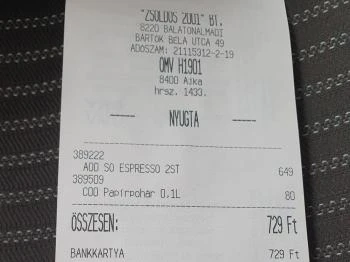 "ZSOLDOS 2001" BT.
8220 BALATONALMÁDI
BARTÓK BÉLA UTCA 49
ADÓSZÁM: 21115312-2-19
OMV H1901
8400 Ajka
hrsz. 1433.
----- NYUGTA -----
389222
A00 SO ESPRESSO 2ST 649
389509
C00 Papírpohár 0,1L 80
ÖSSZESEN: 729 Ft
BANKKÁRTYA 729 Ft